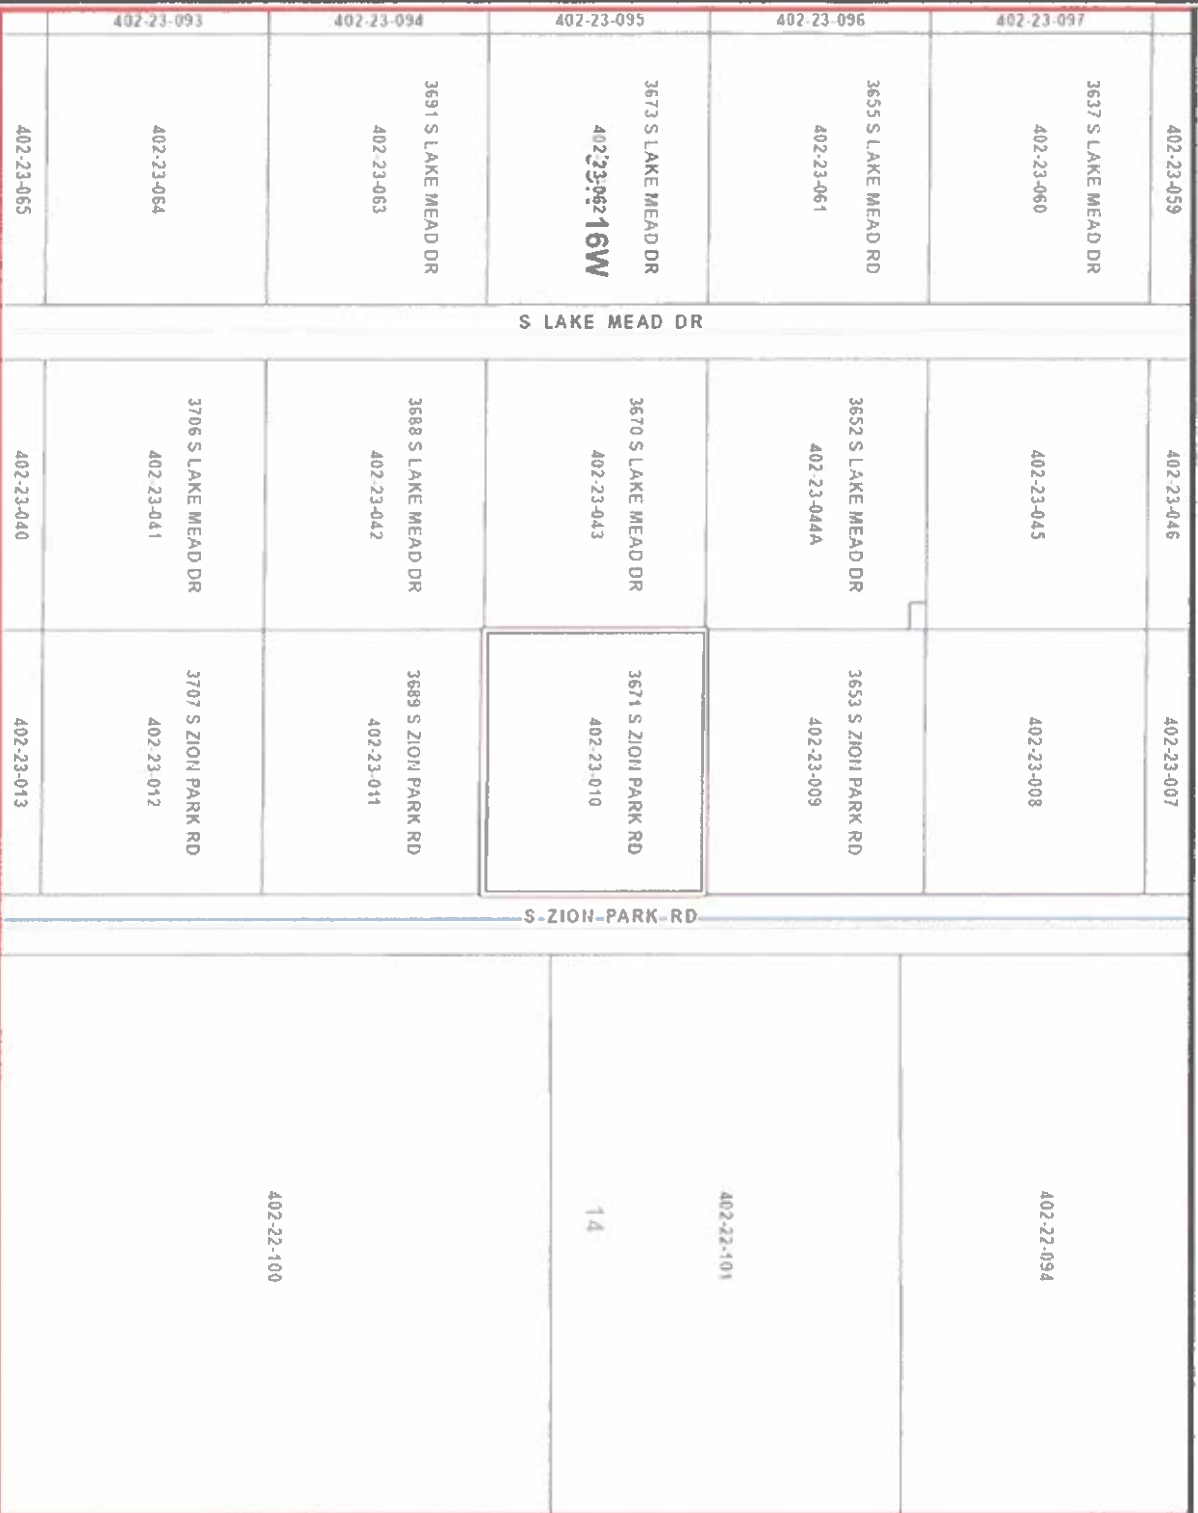 402-23-093
402-23-094
402-23-095
402-23-096
402-23-097
402-23-065
402-23-064
3691 S LAKE MEAD DR
402-23-063
3673 S LAKE MEAD DR
402-23-062
16W
3655 S LAKE MEAD RD
402-23-061
3637 S LAKE MEAD DR
402-23-060
402-23-059
S LAKE MEAD DR
402-23-040
3706 S LAKE MEAD DR
402-23-041
3688 S LAKE MEAD DR
402-23-042
3670 S LAKE MEAD DR
402-23-043
3652 S LAKE MEAD DR
402-23-044A
402-23-045
402-23-046
402-23-013
3707 S ZION PARK RD
402-23-012
3689 S ZION PARK RD
402-23-011
3671 S ZION PARK RD
402-23-010
3653 S ZION PARK RD
402-23-009
402-23-008
402-23-007
S ZION PARK RD
402-22-100
14
402-22-101
402-22-094